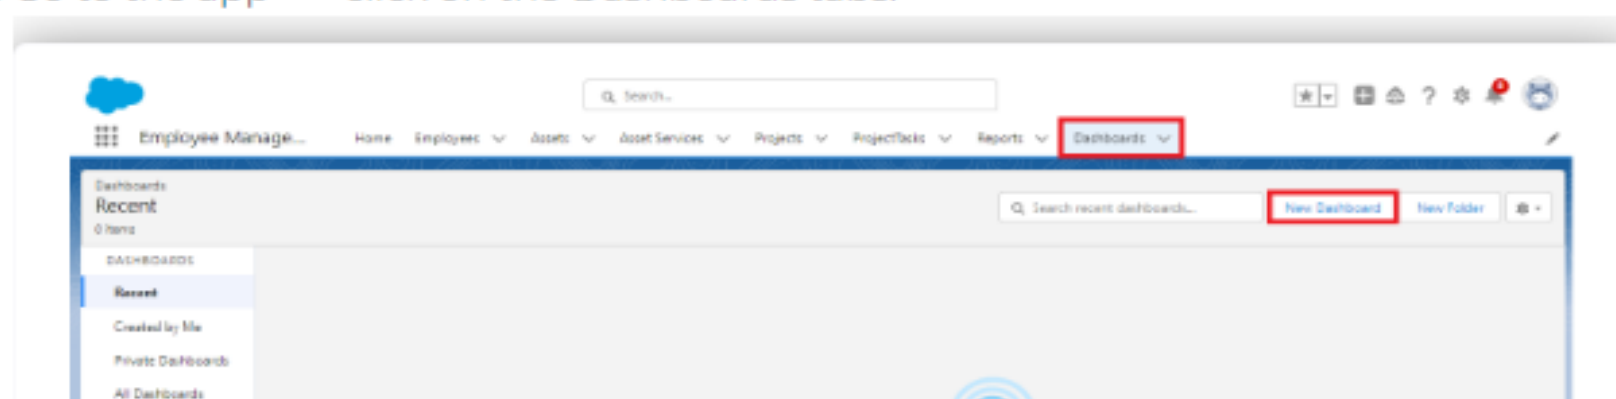 Search...
Employee Manage...
Home Employees Assets Asset Services Projects ProjectTasks Reports Dashboards
Dashboards
Recent
0 items
Search recent dashboards...
New Dashboard New Folder
DASHBOARDS
Recent
Created by Me
Private Dashboards
All Dashboards